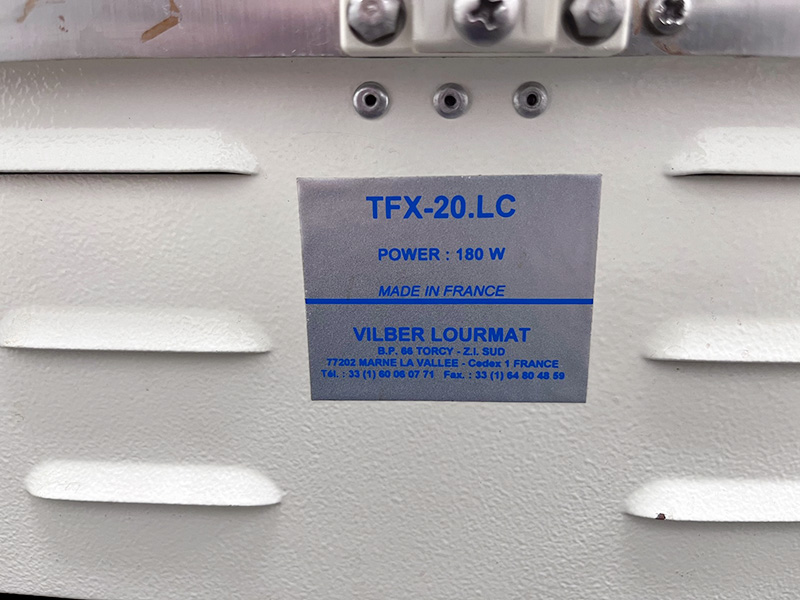 TFX-20.LC
POWER : 180 W
MADE IN FRANCE
VILBER LOURMAT
B.P. 66 TORCY - Z.I. SUD
77202 MARNE LA VALLEE - Cedex 1 FRANCE
Tél. : 33 (1) 60 06 07 71 Fax. : 33 (1) 64 80 48 59